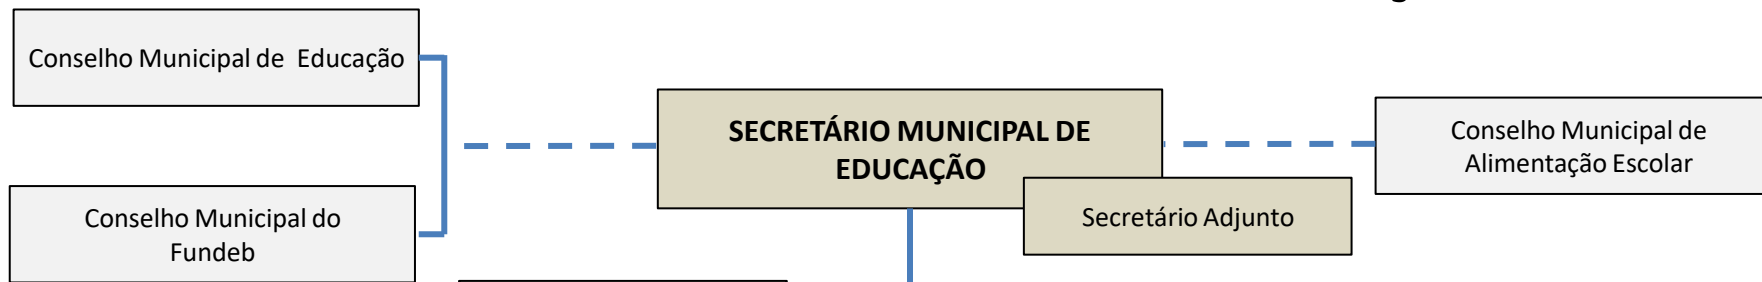 Conselho Municipal de Educação
SECRETÁRIO MUNICIPAL DE
EDUCAÇÃO
Conselho Municipal de
Alimentação Escolar
Conselho Municipal do
Fundeb
Secretário Adjunto